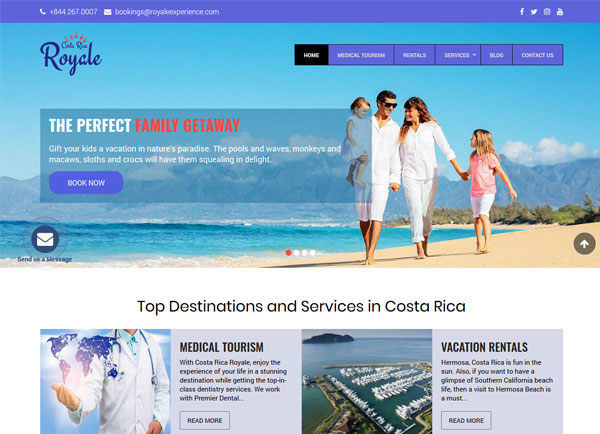 +844.267.0007 bookings@royaleexperience.com
Costa Rica
Royale
HOME MEDICAL TOURISM RENTALS SERVICES BLOG CONTACT US
THE PERFECT FAMILY GETAWAY
Gift your kids a vacation in nature's paradise. The pools and waves, monkeys and
macaws, sloths and crocs will have them squealing in delight.
BOOK NOW
Send us a Message
Top Destinations and Services in Costa Rica
MEDICAL TOURISM
With Costa Rica Royale, enjoy the
experience of your life in a stunning
destination while getting the top-in-
class dentistry services. We work
with Premier Dental...
READ MORE
VACATION RENTALS
Hermosa, Costa Rica is fun in the
sun. Also, if you want to have a
glimpse of Southern California beach
life, then a visit to Hermosa Beach is
a must...
READ MORE